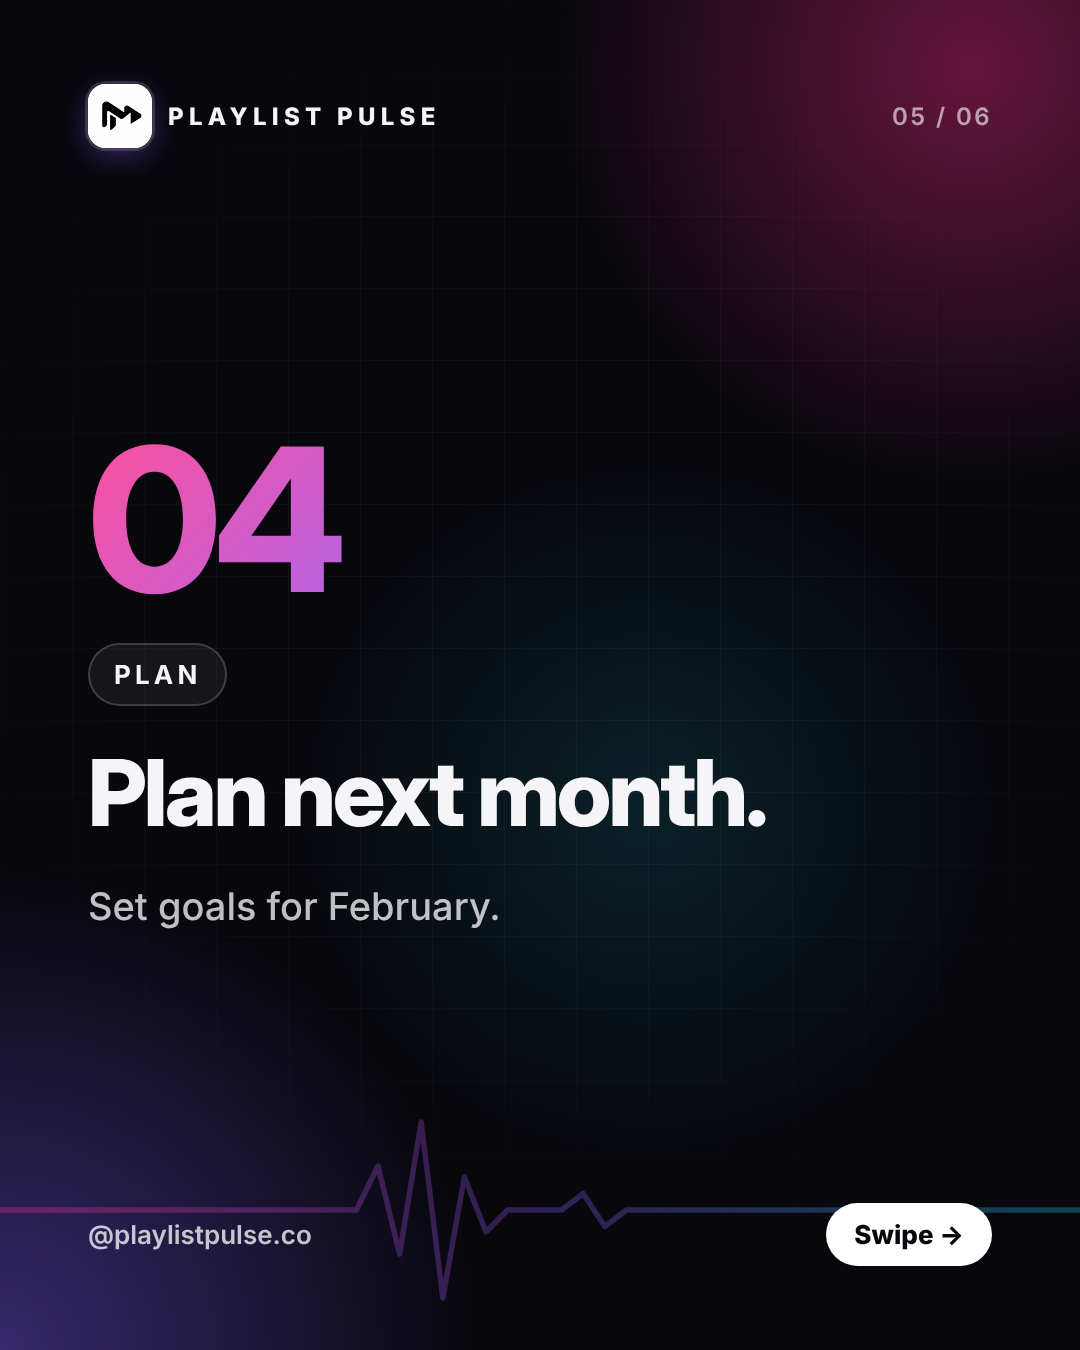 PLAYLIST PULSE
05 / 06
04
PLAN
Plan next month.
Set goals for February.
@playlistpulse.co
Swipe →